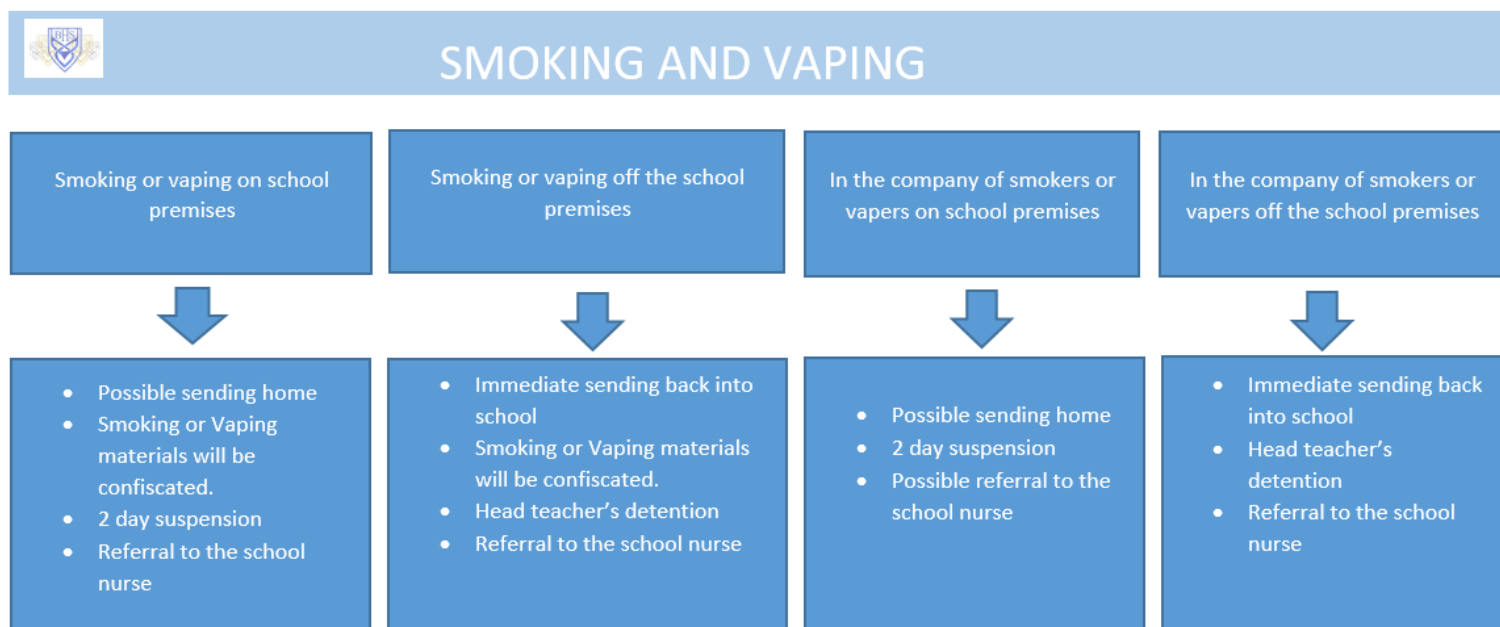 BHS
SMOKING AND VAPING
Smoking or vaping on school
premises
Smoking or vaping off the school
premises
In the company of smokers or
vapers on school premises
In the company of smokers or
vapers off the school premises
• Possible sending home
• Smoking or Vaping
materials will be
confiscated.
• 2 day suspension
• Referral to the school
nurse
• Immediate sending back into
school
• Smoking or Vaping materials
will be confiscated.
• Head teacher’s detention
• Referral to the school nurse
• Possible sending home
• 2 day suspension
• Possible referral to the
school nurse
• Immediate sending back
into school
• Head teacher’s
detention
• Referral to the school
nurse